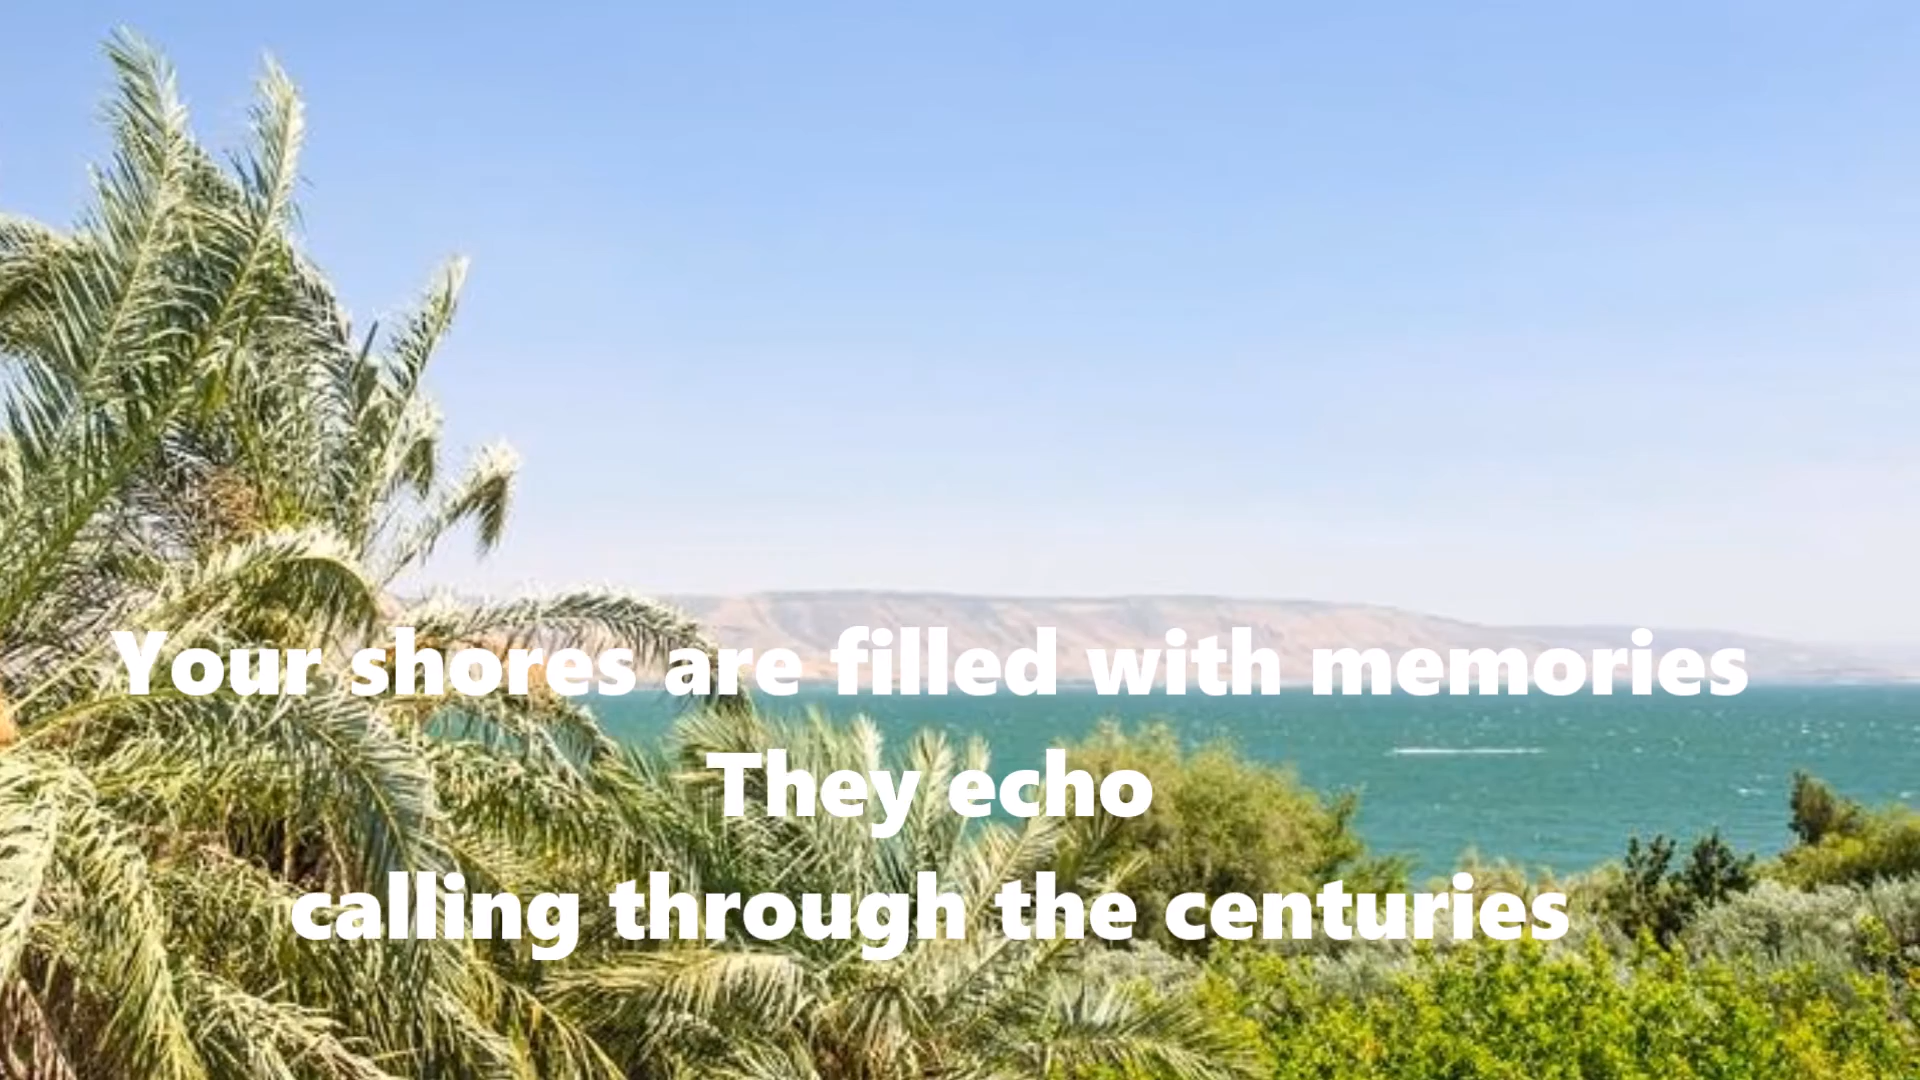 Your shores are filled with memories
They echo
calling through the centuries